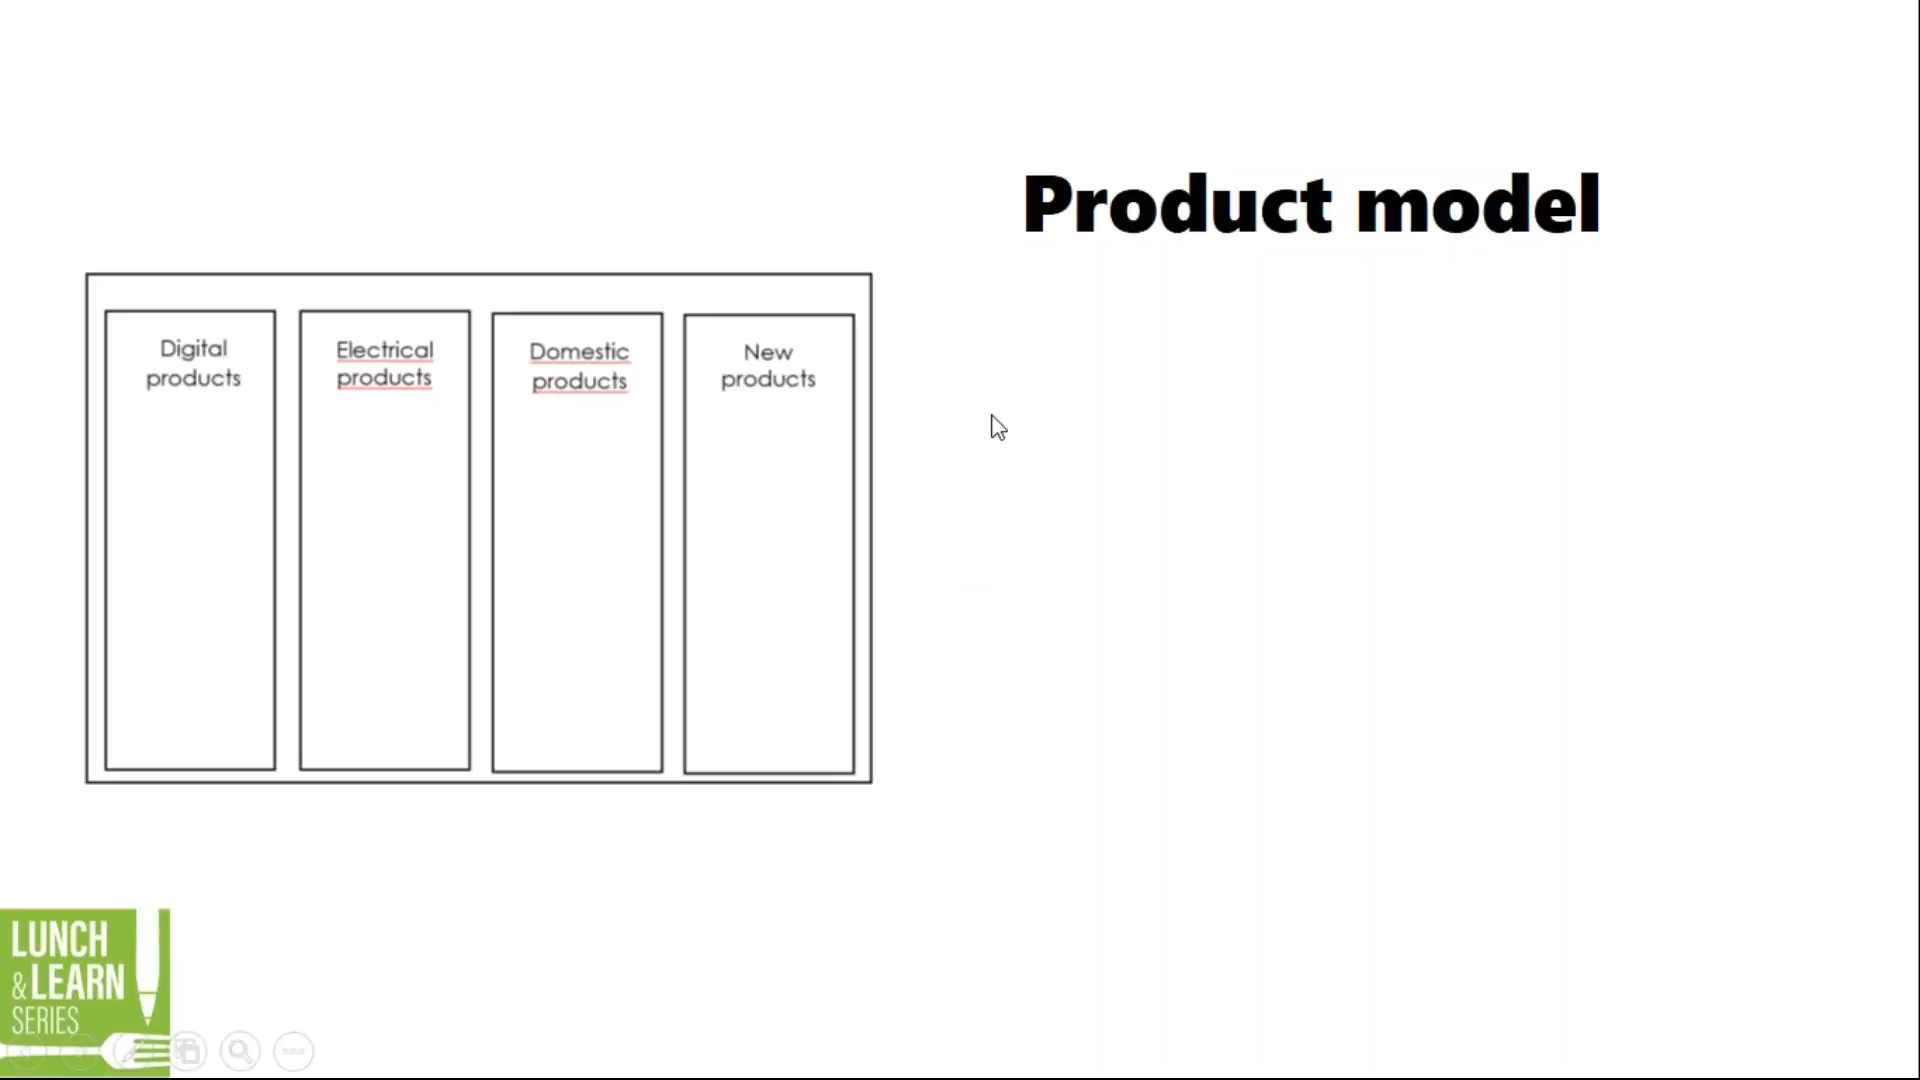 Product model
Digital
products
Electrical
products
Domestic
products
New
products
LUNCH
& LEARN
SERIES